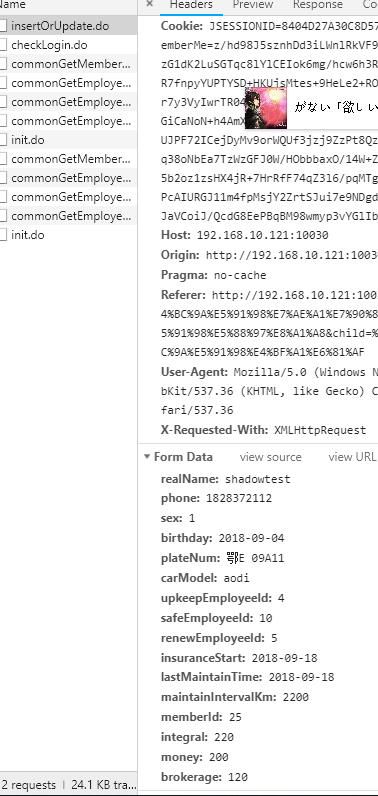 Name
insertOrUpdate.do
checkLogin.do
commonGetMember...
commonGetEmploye...
commonGetEmploye...
commonGetEmploye...
init.do
commonGetMember...
commonGetEmploye...
commonGetEmploye...
commonGetEmploye...
init.do
2 requests | 24.1 KB tra...
× Headers Preview Response Co
Cookie: JSESSIONID=8404D27A30C8D57
emberMe=z/hd98J5sznhDd3iLWnlRkVF9
zG1dK2LuSGTqc81YlCEIok6mg/hcw6h3R
R7fnpyYUPTYSD+HKUjsMtes+9HeLe2+RO
r7y3VyIwrTR04
がない「欲しい
GiCaNoN+h4AmX
UJPF72ICejDyMv9orWQUf3jzj9ZzPt8Qz
q38oNbEa7TzWzGFJ0W/HObbbaxO/14W+Z
5b2oz1zsHX4jR+7HrRfF74qZ316/pqMTg
PcAIURGJ11m4fpMsjY2ZrtSJui7e9NDgd
JaVCoiJ/QcdG8EePBqBM98wmyp3vYG1Ib
Host: 192.168.10.121:10030
Origin: http://192.168.10.121:1003
Pragma: no-cache
Referer: http://192.168.10.121:100
4%BC%9A%E5%91%98%E7%AE%A1%E7%90%8
5%91%98%E5%88%97%E8%A1%A8&child=%
C%9A%E5%91%98%E4%BF%A1%E6%81%AF
User-Agent: Mozilla/5.0 (Windows N
bKit/537.36 (KHTML, like Gecko) C
fari/537.36
X-Requested-With: XMLHttpRequest
Form Data view source view URL
realName: shadowtest
phone: 1828372112
sex: 1
birthday: 2018-09-04
plateNum: 鄂E 09A11
carModel: aodi
upkeepEmployeeId: 4
safeEmployeeId: 10
renewEmployeeId: 5
insuranceStart: 2018-09-18
lastMaintainTime: 2018-09-18
maintainIntervalKm: 2200
memberId: 25
integral: 220
money: 200
brokerage: 120